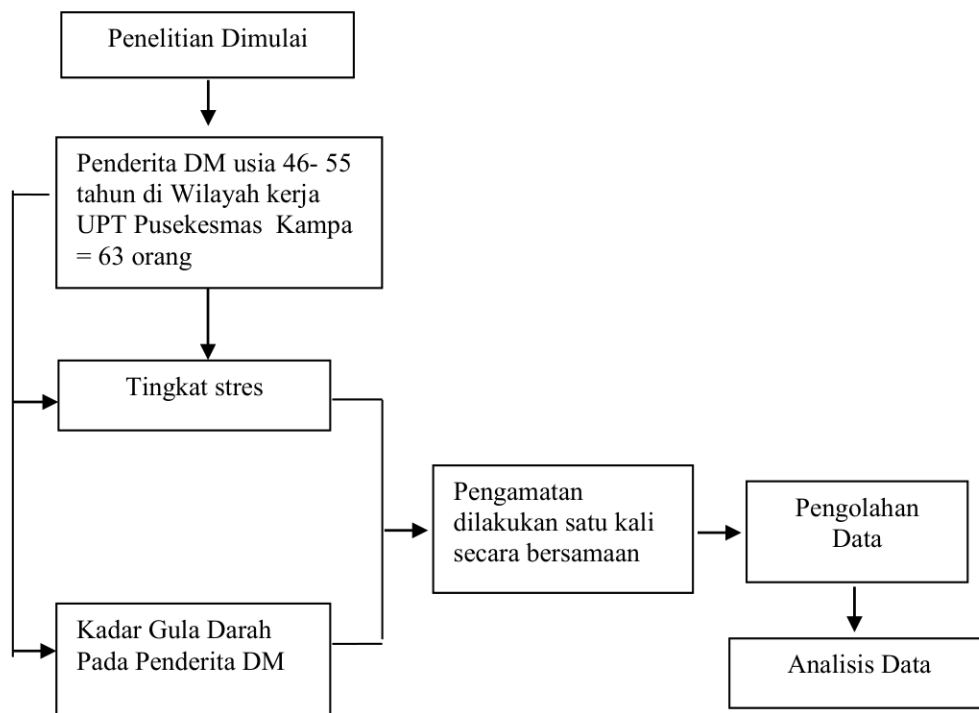 Penelitian Dimulai
Penderita DM usia 46- 55
tahun di Wilayah kerja
UPT Pusekesmas Kampa
= 63 orang
Tingkat stres
Kadar Gula Darah
Pada Penderita DM
Pengamatan
dilakukan satu kali
secara bersamaan
Pengolahan
Data
Analisis Data